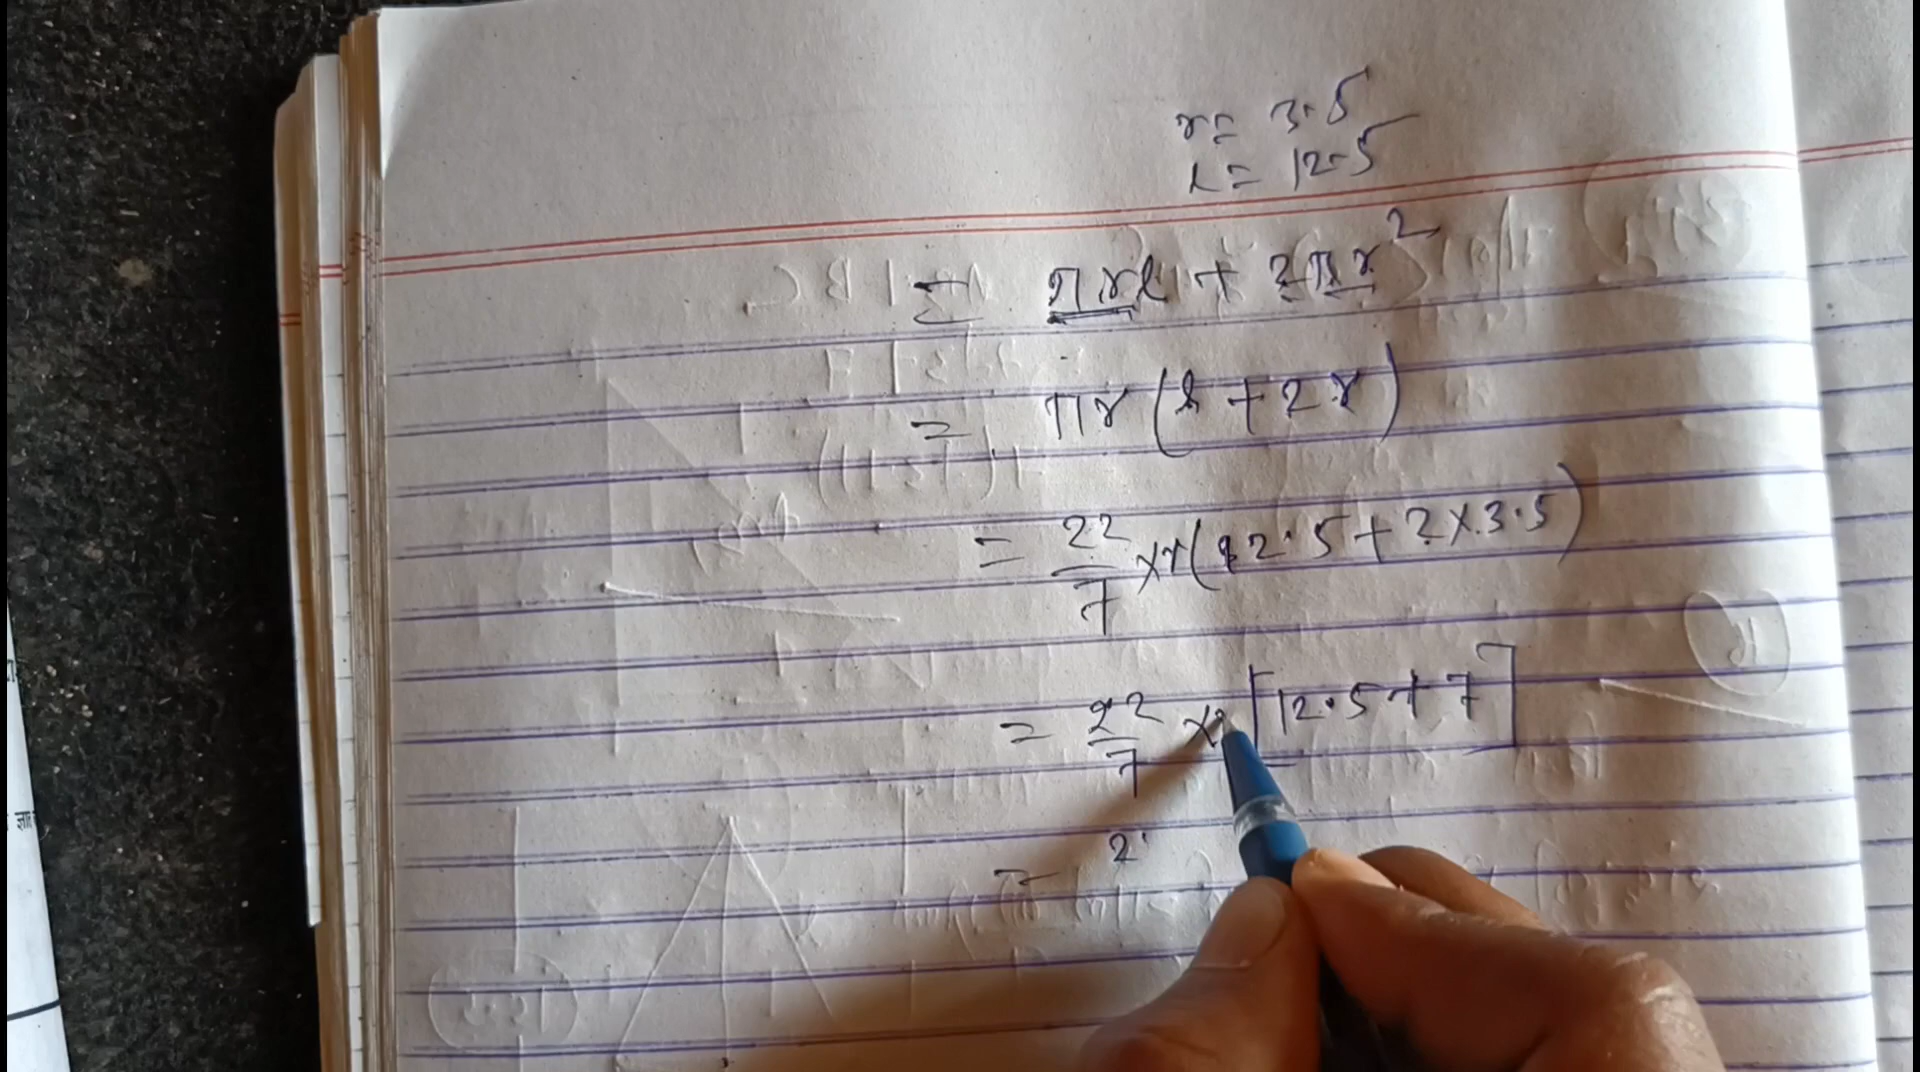 r = 3.5
l = 12.5
= πrl + 2πr²
= πr (l + 2r)
= 22/7 × r (12.5 + 2 × 3.5)
= 22/7 × [12.5 + 7]
= 2